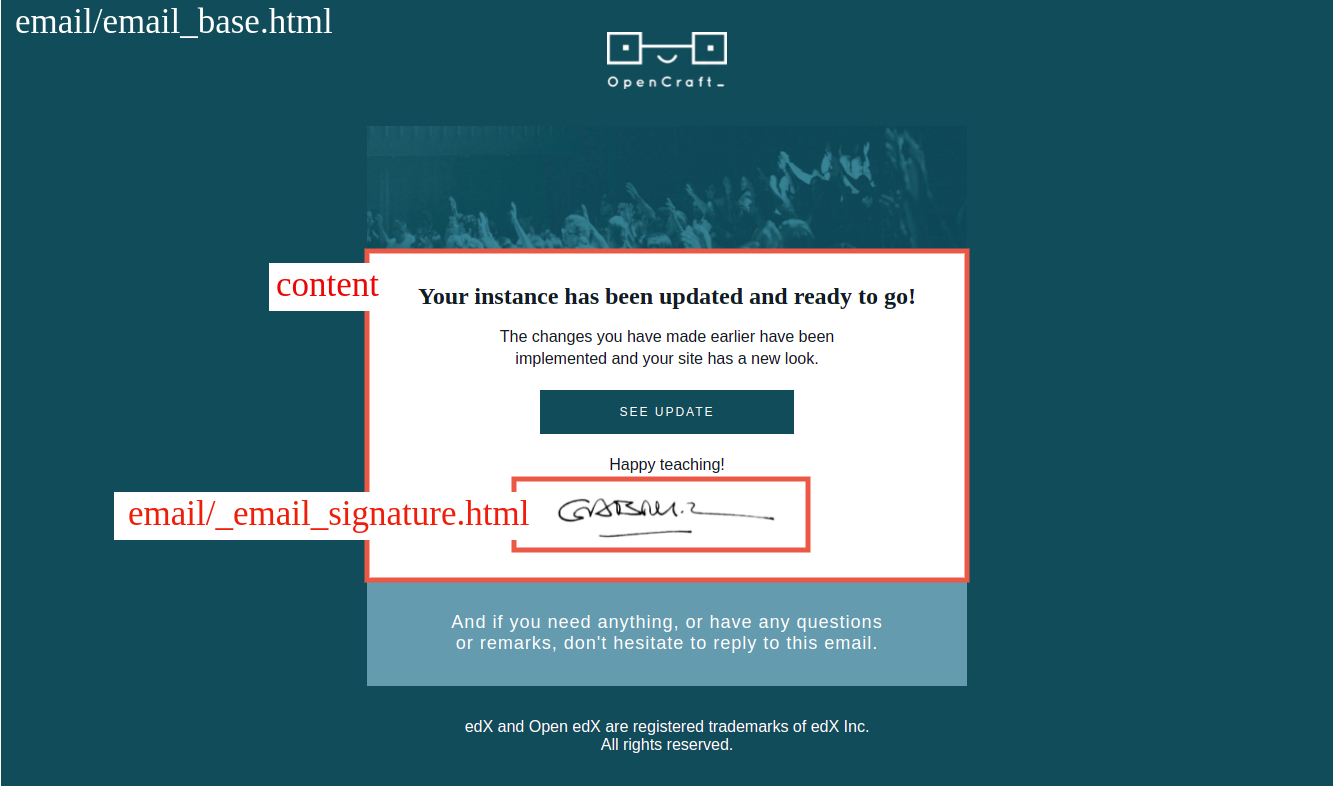 email/email_base.html
OpenCraft_
content
Your instance has been updated and ready to go!
The changes you have made earlier have been
implemented and your site has a new look.
SEE UPDATE
Happy teaching!
email/_email_signature.html
And if you need anything, or have any questions
or remarks, don't hesitate to reply to this email.
edX and Open edX are registered trademarks of edX Inc.
All rights reserved.